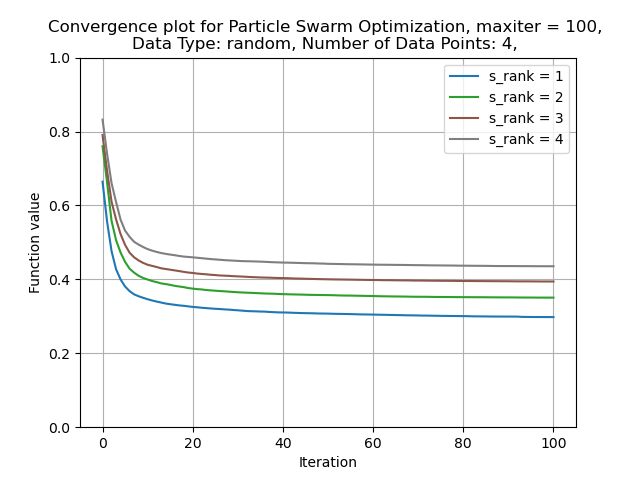 Convergence plot for Particle Swarm Optimization, maxiter = 100,
Data Type: random, Number of Data Points: 4,
1.0
0.8
0.6
0.4
0.2
0.0
Function value
s_rank = 1
s_rank = 2
s_rank = 3
s_rank = 4
0 20 40 60 80 100
Iteration